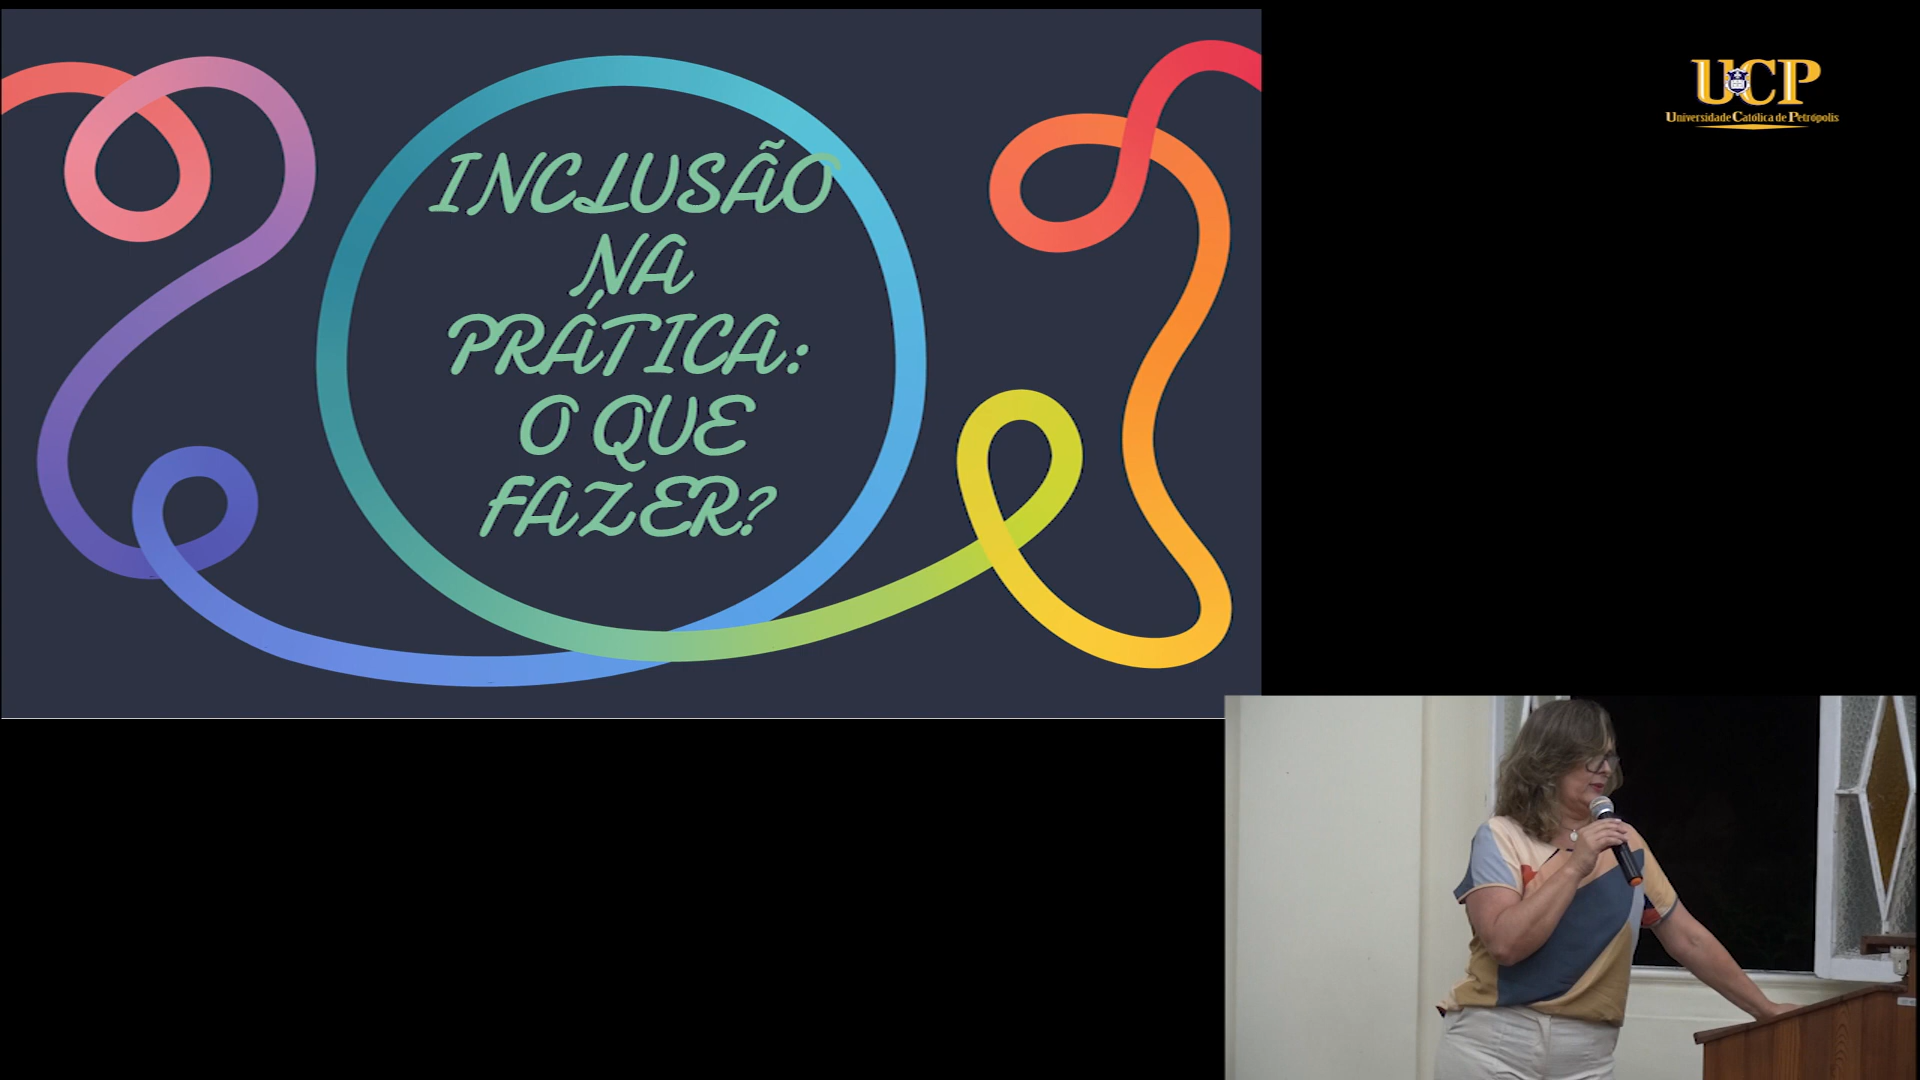 INCLUSÃO
NA
PRÁTICA:
O QUE
FAZER?
UCP
Universidade Católica de Petrópolis